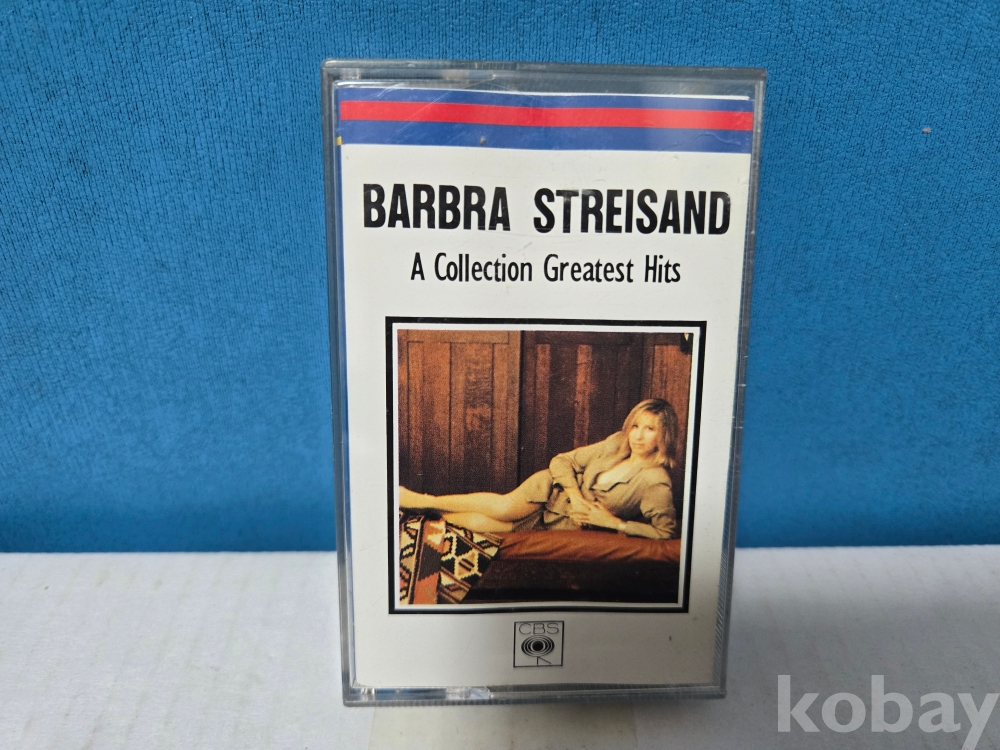 BARBRA STREISAND
A Collection Greatest Hits
CBS
kobay